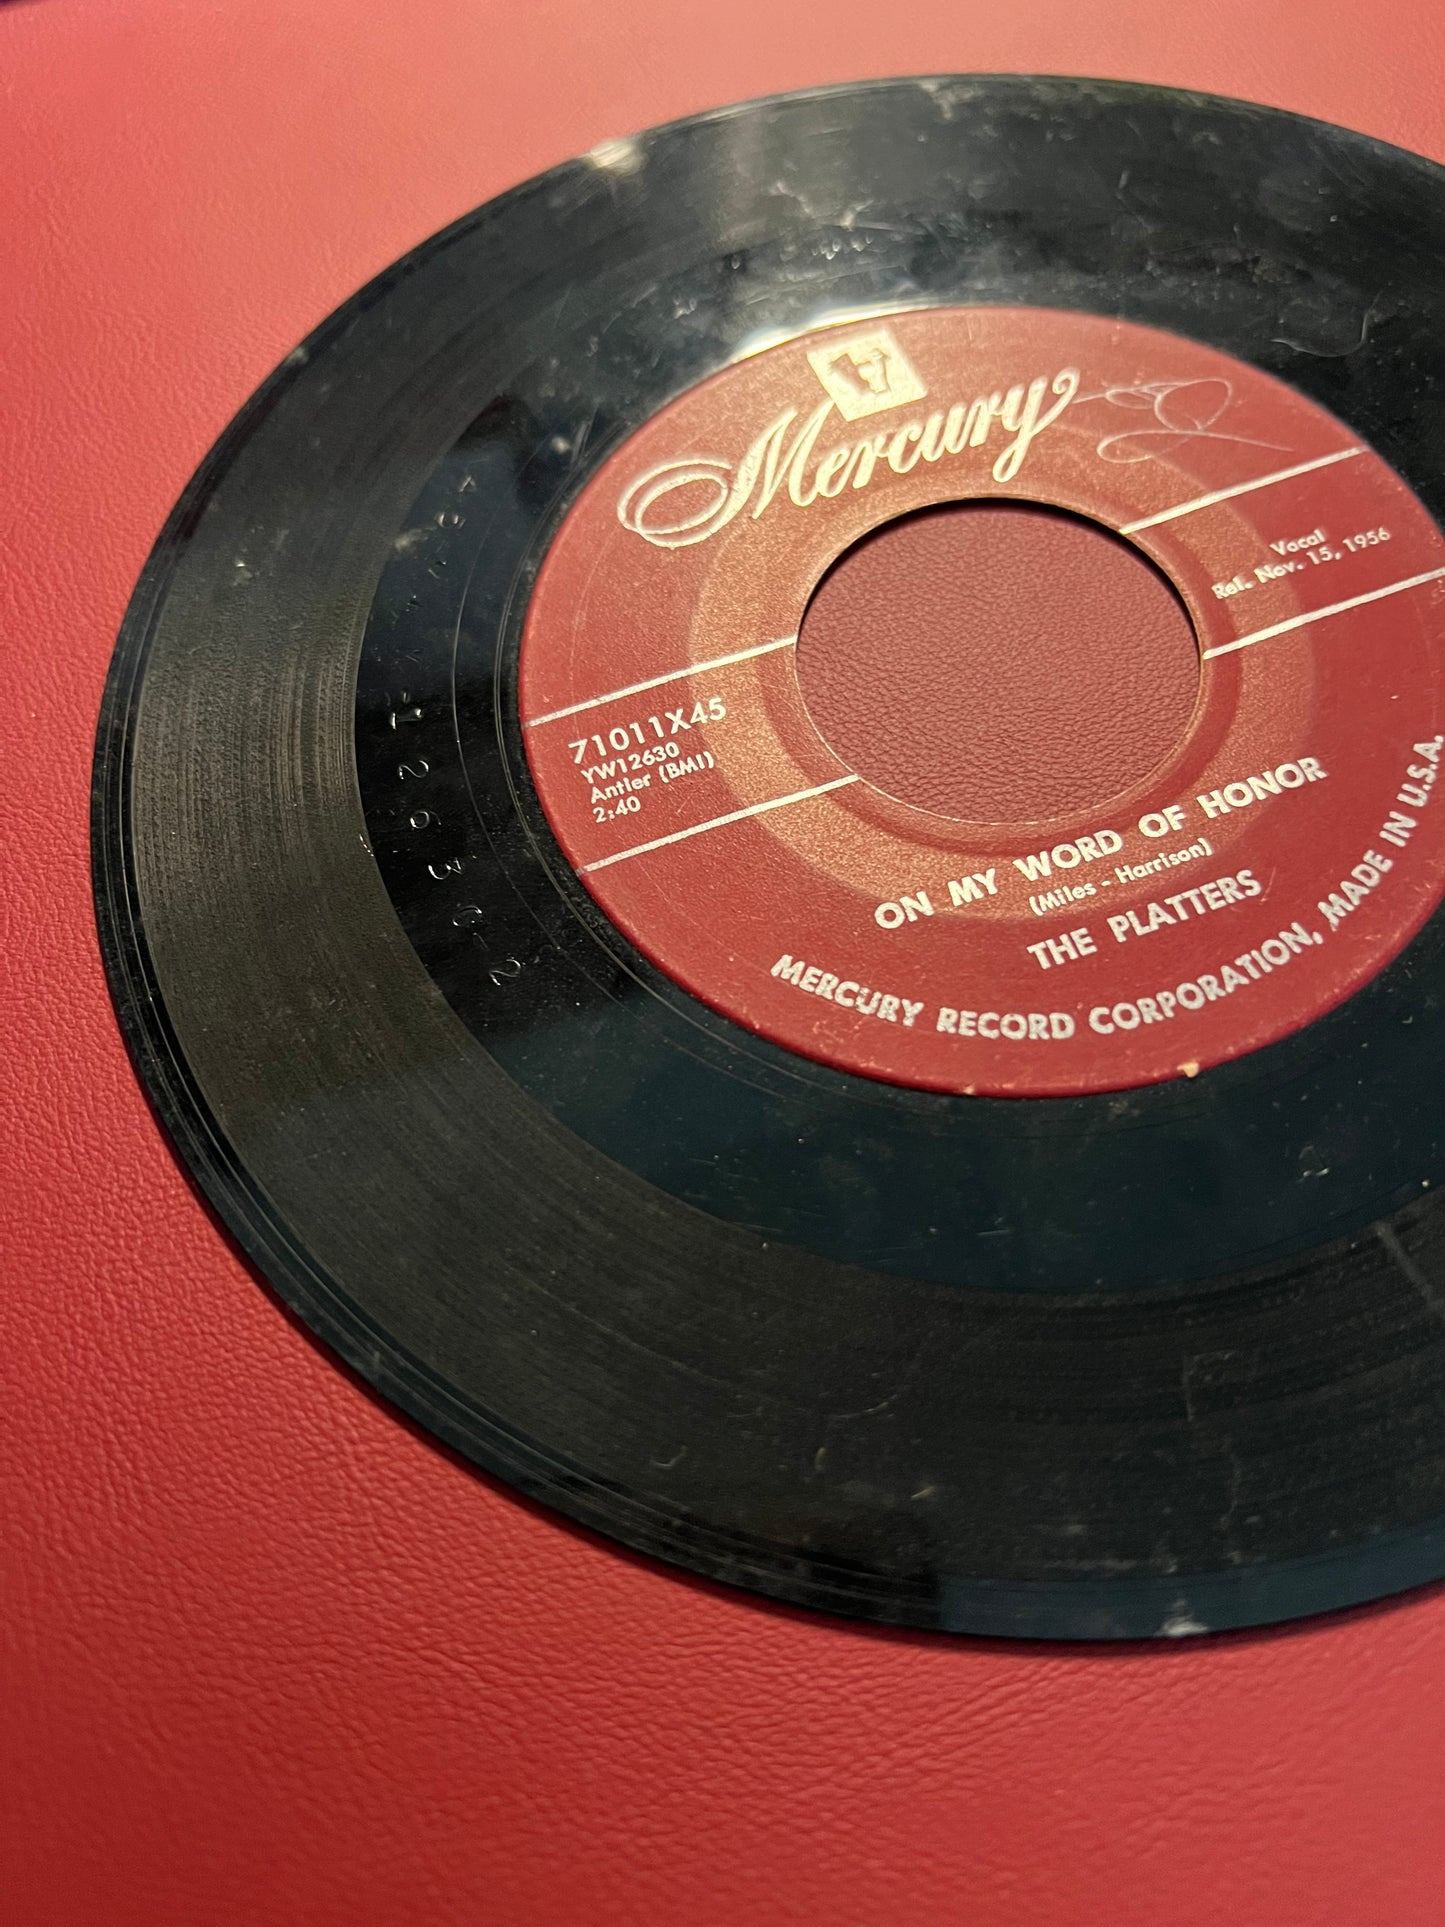 Mercury
Vocal
Rel. Nov. 15, 1956
71011X45
YW12630
Antler (BMI)
2:40
ON MY WORD OF HONOR
(Miles - Harrison)
THE PLATTERS
MERCURY RECORD CORPORATION, MADE IN U.S.A.